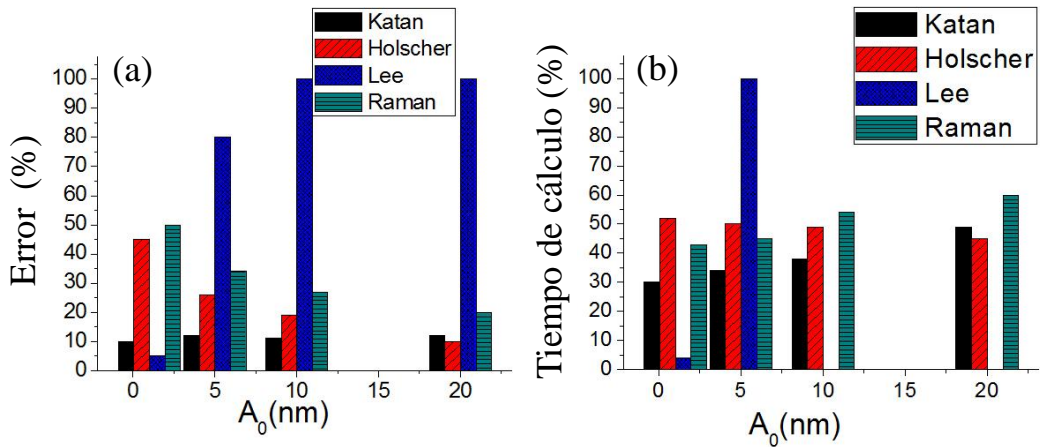 (a)
Katan
Holscher
Lee
Raman
Error (%)
100
90
80
70
60
50
40
30
20
10
0
0 5 10 15 20
A₀(nm)
(b)
Katan
Holscher
Lee
Raman
Tiempo de cálculo (%)
100
90
80
70
60
50
40
30
20
10
0
0 5 10 15 20
A₀(nm)